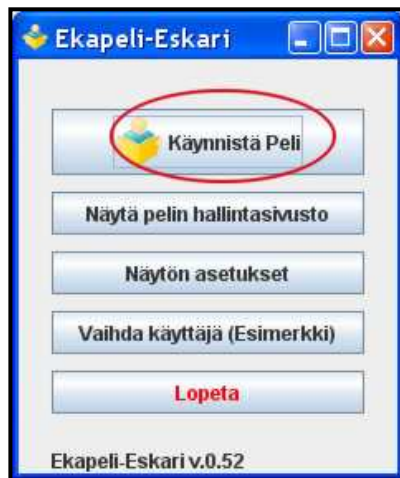 Ekapeli-Eskari
Käynnistä Peli
Näytä pelin hallintasivusto
Näytön asetukset
Vaihda käyttäjä (Esimerkki)
Lopeta
Ekapeli-Eskari v.0.52